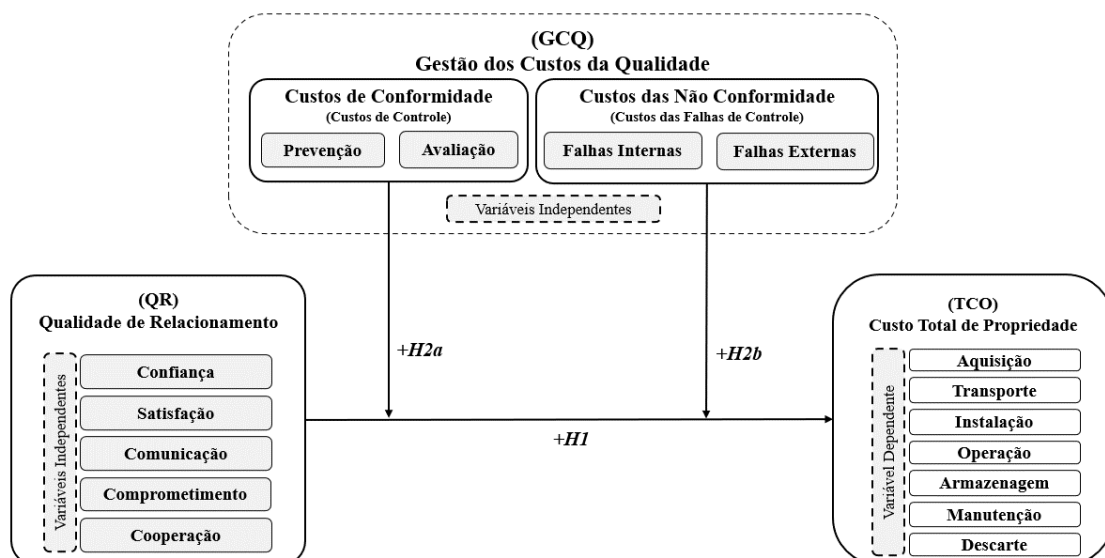 (GCQ)
Gestão dos Custos da Qualidade
Custos de Conformidade
(Custos de Controle)
Prevenção
Avaliação
Custos das Não Conformidade
(Custos das Falhas de Controle)
Falhas Internas
Falhas Externas
Variáveis Independentes
(QR)
Qualidade de Relacionamento
Variáveis Independentes
Confiança
Satisfação
Comunicação
Comprometimento
Cooperação
+H2a
+H2b
+H1
(TCO)
Custo Total de Propriedade
Variável Dependente
Aquisição
Transporte
Instalação
Operação
Armazenagem
Manutenção
Descarte